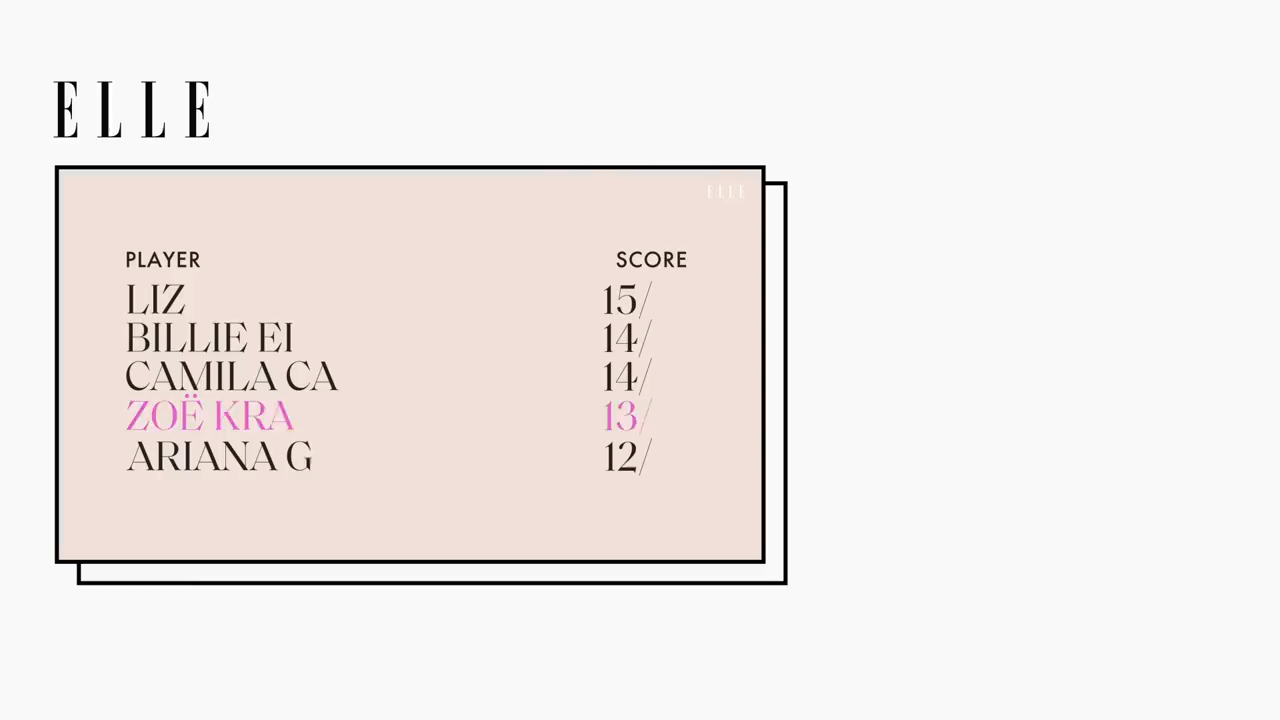 ELLE
ELLE
PLAYER SCORE
LIZ 15/
BILLIE EI 14/
CAMILA CA 14/
ZOË KRA 13/
ARIANA G 12/